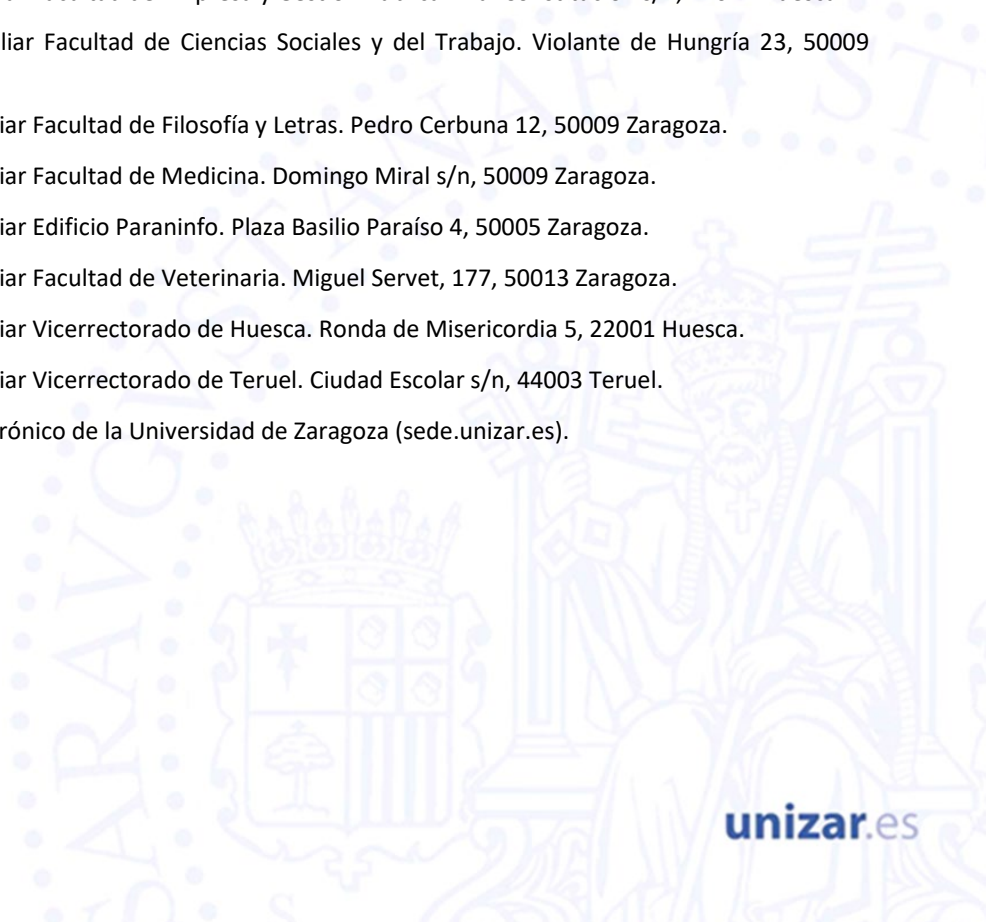 liar Facultad de Ciencias Sociales y del Trabajo. Violante de Hungría 23, 50009
iar Facultad de Filosofía y Letras. Pedro Cerbuna 12, 50009 Zaragoza.
iar Facultad de Medicina. Domingo Miral s/n, 50009 Zaragoza.
iar Edificio Paraninfo. Plaza Basilio Paraíso 4, 50005 Zaragoza.
iar Facultad de Veterinaria. Miguel Servet, 177, 50013 Zaragoza.
iar Vicerrectorado de Huesca. Ronda de Misericordia 5, 22001 Huesca.
iar Vicerrectorado de Teruel. Ciudad Escolar s/n, 44003 Teruel.
rónico de la Universidad de Zaragoza (sede.unizar.es).
unizar.es